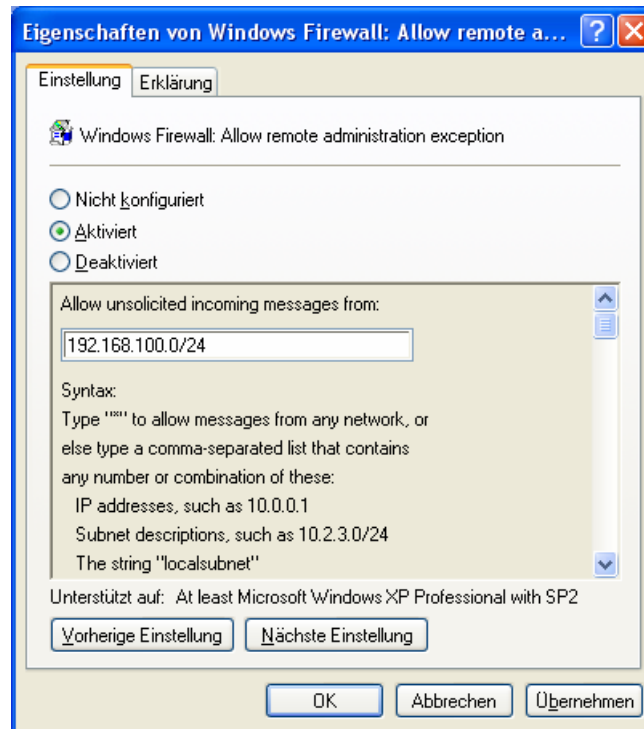 Eigenschaften von Windows Firewall: Allow remote a...
Einstellung Erklärung
Windows Firewall: Allow remote administration exception
Nicht konfiguriert
Aktiviert
Deaktiviert
Allow unsolicited incoming messages from:
192.168.100.0/24
Syntax:
Type "*" to allow messages from any network, or
else type a comma-separated list that contains
any number or combination of these:
IP addresses, such as 10.0.0.1
Subnet descriptions, such as 10.2.3.0/24
The string "localsubnet"
Unterstützt auf: At least Microsoft Windows XP Professional with SP2
Vorherige Einstellung Nächste Einstellung
OK Abbrechen Übernehmen